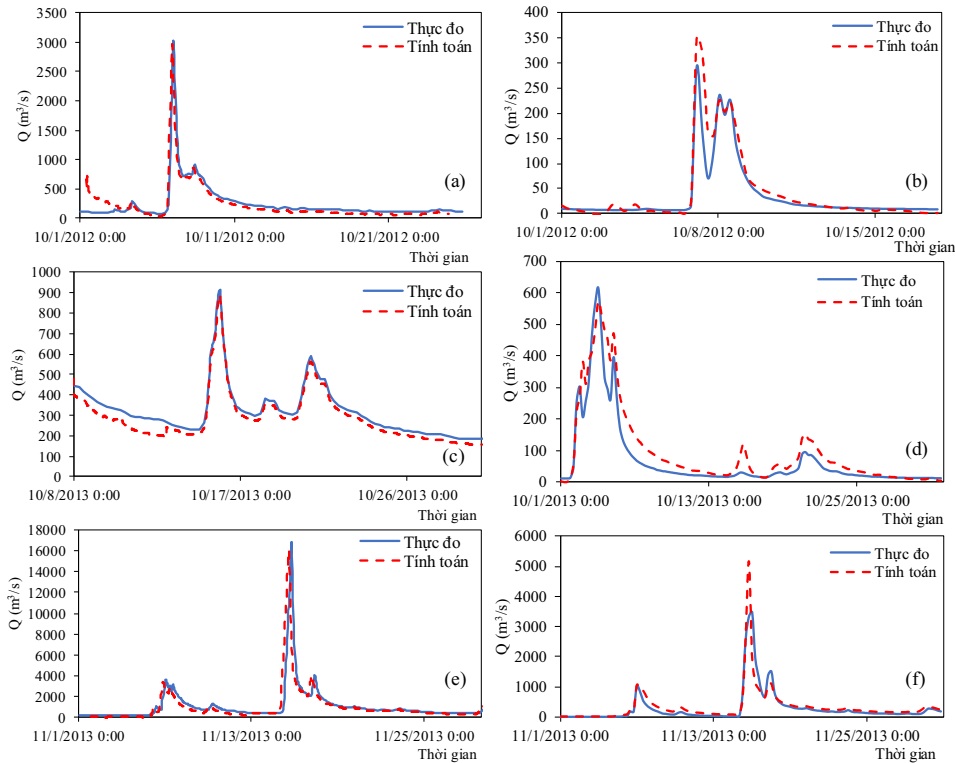 3500
3000
2500
2000
1500
1000
500
0
Q (m³/s)
Thực đo
Tính toán
(a)
10/1/2012 0:00
10/11/2012 0:00
10/21/2012 0:00
Thời gian
400
350
300
250
200
150
100
50
0
Q (m³/s)
Thực đo
Tính toán
(b)
10/1/2012 0:00
10/8/2012 0:00
10/15/2012 0:00
Thời gian
1000
900
800
700
600
500
400
300
200
100
0
Q (m³/s)
Thực đo
Tính toán
(c)
10/8/2013 0:00
10/17/2013 0:00
10/26/2013 0:00
Thời gian
700
600
500
400
300
200
100
0
Q (m³/s)
Thực đo
Tính toán
(d)
10/1/2013 0:00
10/13/2013 0:00
10/25/2013 0:00
Thời gian
18000
16000
14000
12000
10000
8000
6000
4000
2000
0
Q (m³/s)
Thực đo
Tính toán
(e)
11/1/2013 0:00
11/13/2013 0:00
11/25/2013 0:00
Thời gian
6000
5000
4000
3000
2000
1000
0
Q (m³/s)
Thực đo
Tính toán
(f)
11/1/2013 0:00
11/13/2013 0:00
11/25/2013 0:00
Thời gian